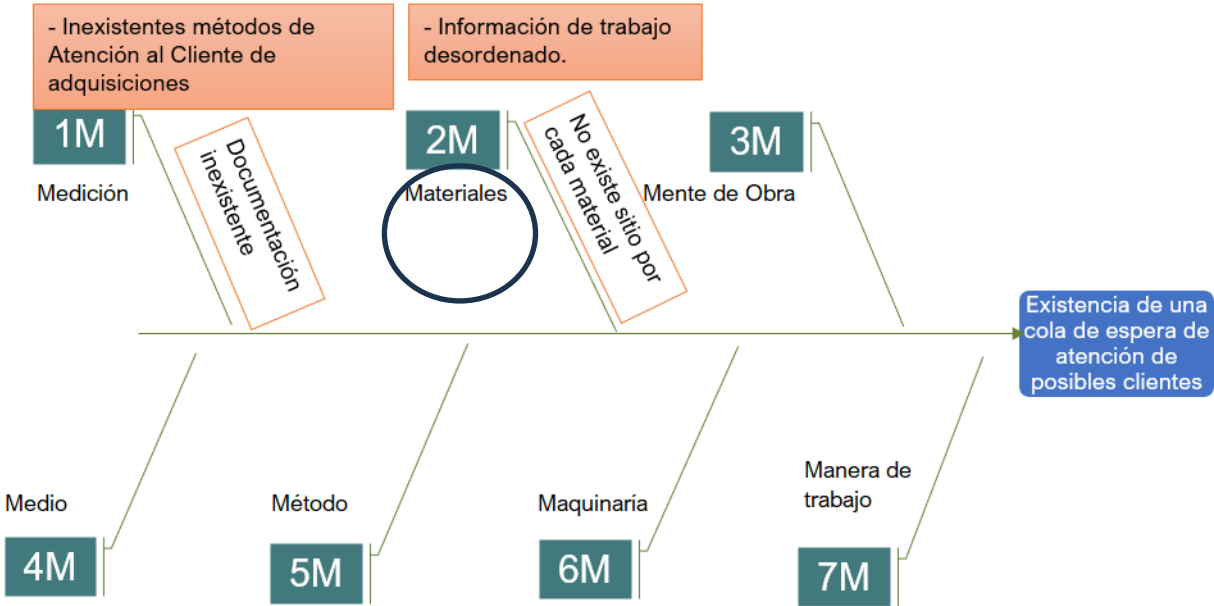 - Inexistentes métodos de
Atención al Cliente de
adquisiciones
- Información de trabajo
desordenado.
1M
Medición
Documentación
inexistente
2M
Materiales
No existe sitio por
cada material
3M
Mente de Obra
Existencia de una
cola de espera de
atención de
posibles clientes
Medio
4M
Método
5M
Maquinaría
6M
Manera de
trabajo
7M